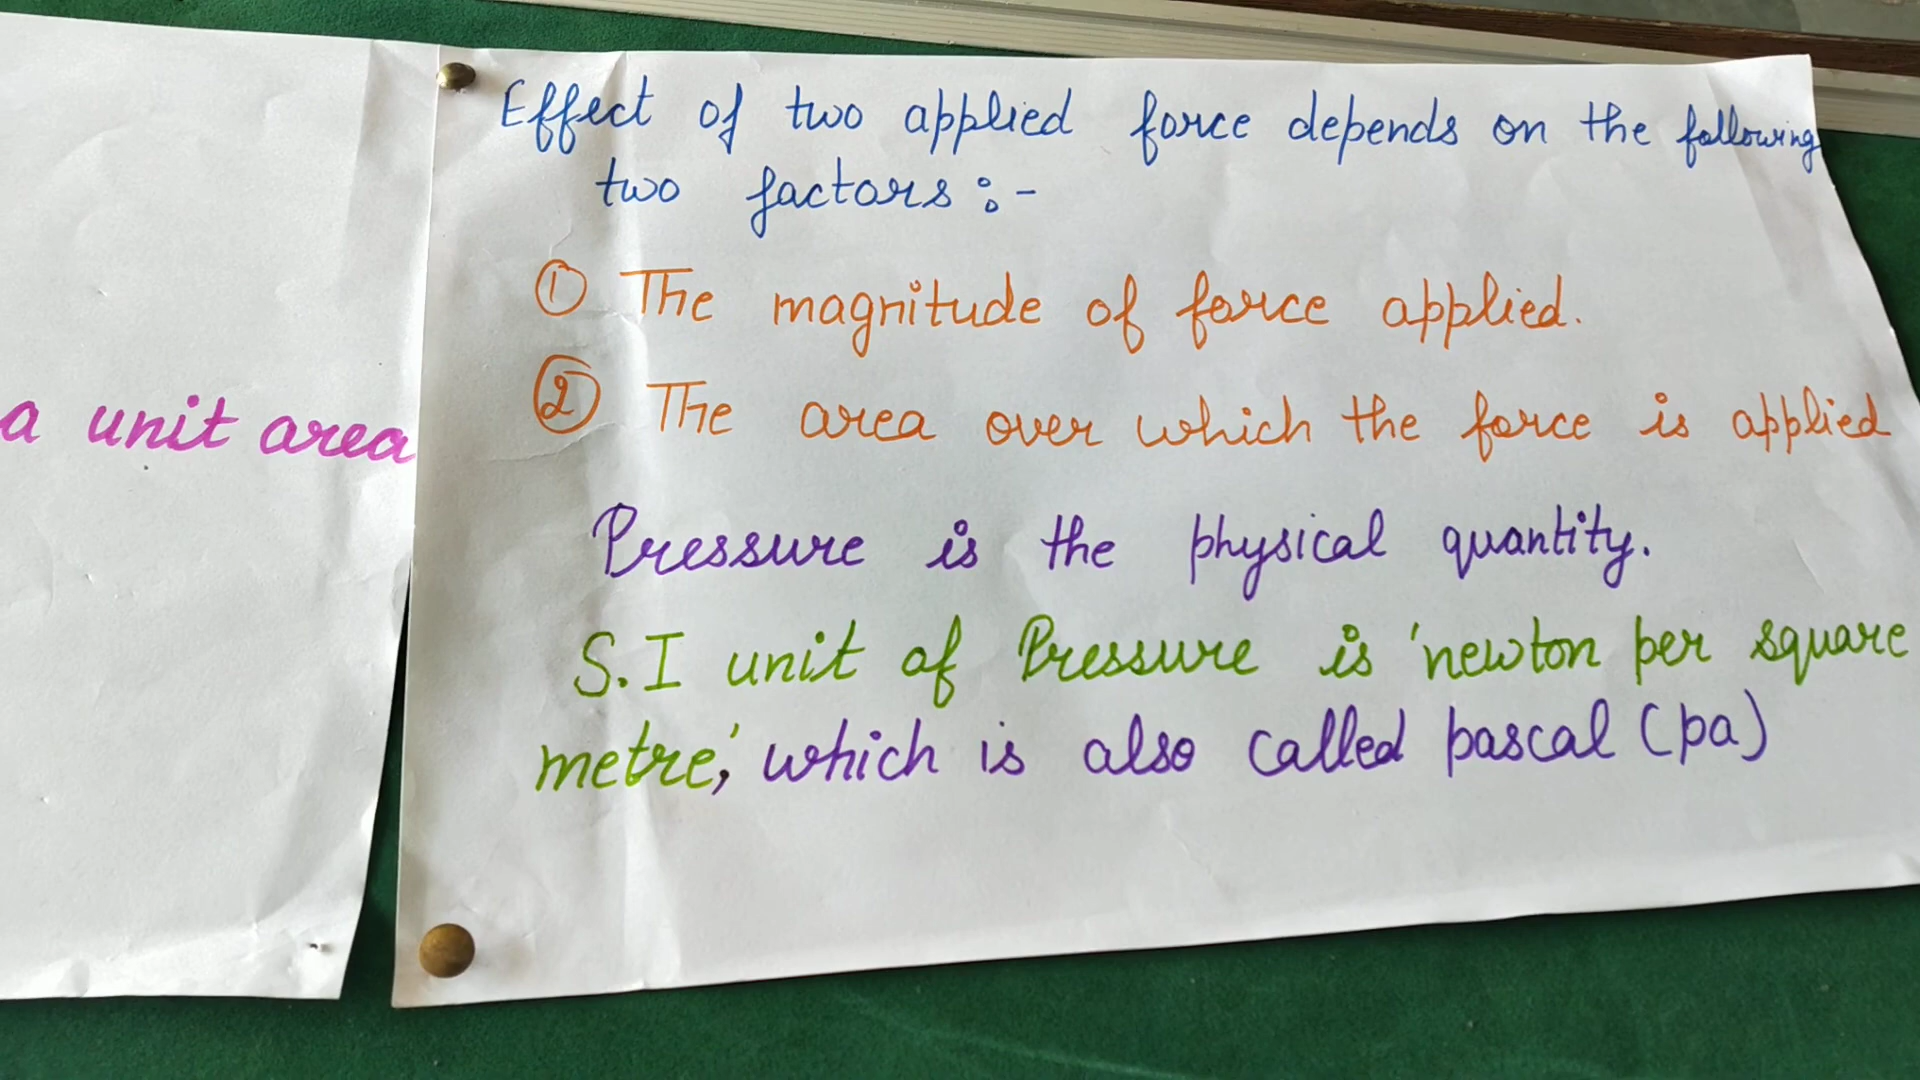 a unit area
Effect of two applied force depends on the following
two factors :-
① The magnitude of force applied.
② The area over which the force is applied
Pressure is the physical quantity.
S.I unit of Pressure is 'newton per square
metre', which is also called pascal (pa)